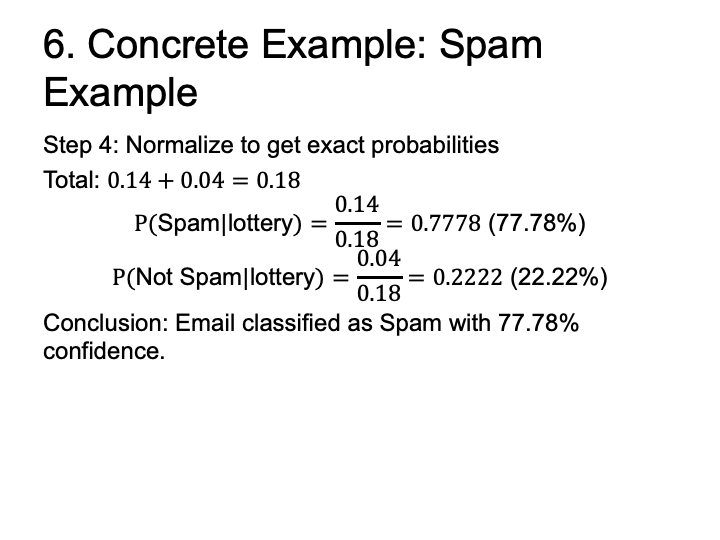 6. Concrete Example: Spam
Example
Step 4: Normalize to get exact probabilities
Total: 0.14 + 0.04 = 0.18
P(Spam|lottery) = 0.14/0.18 = 0.7778 (77.78%)
P(Not Spam|lottery) = 0.04/0.18 = 0.2222 (22.22%)
Conclusion: Email classified as Spam with 77.78%
confidence.